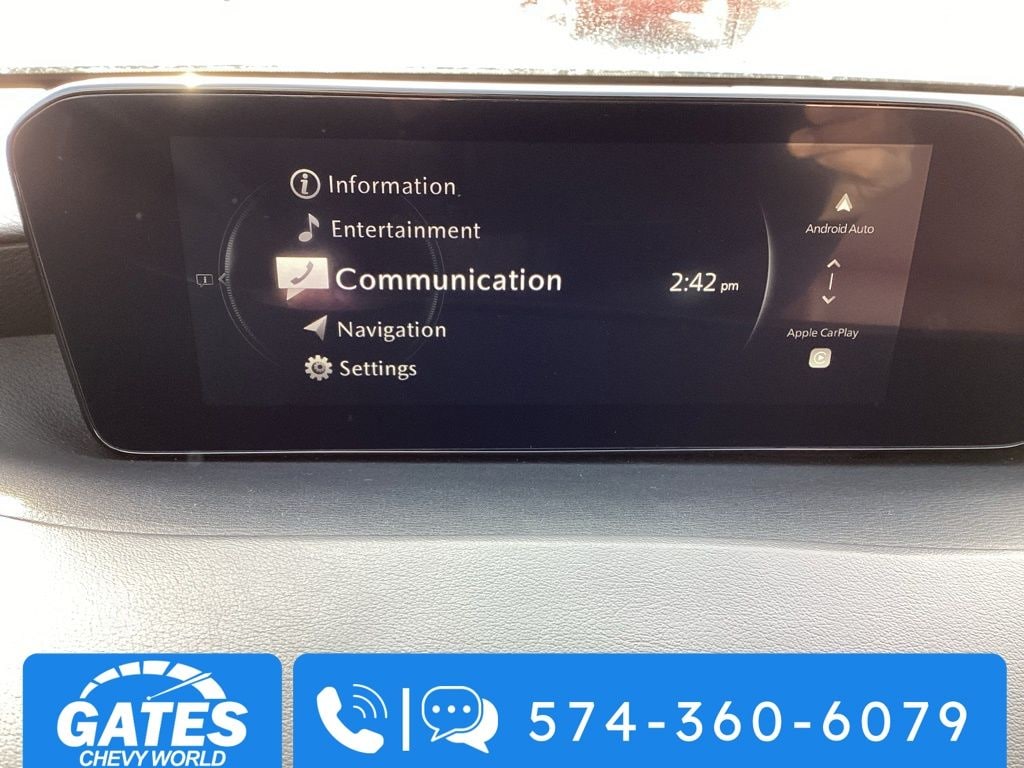 Information
Entertainment
Communication
Navigation
Settings
2:42 pm
Android Auto
Apple CarPlay
GATES
CHEVY WORLD
574-360-6079